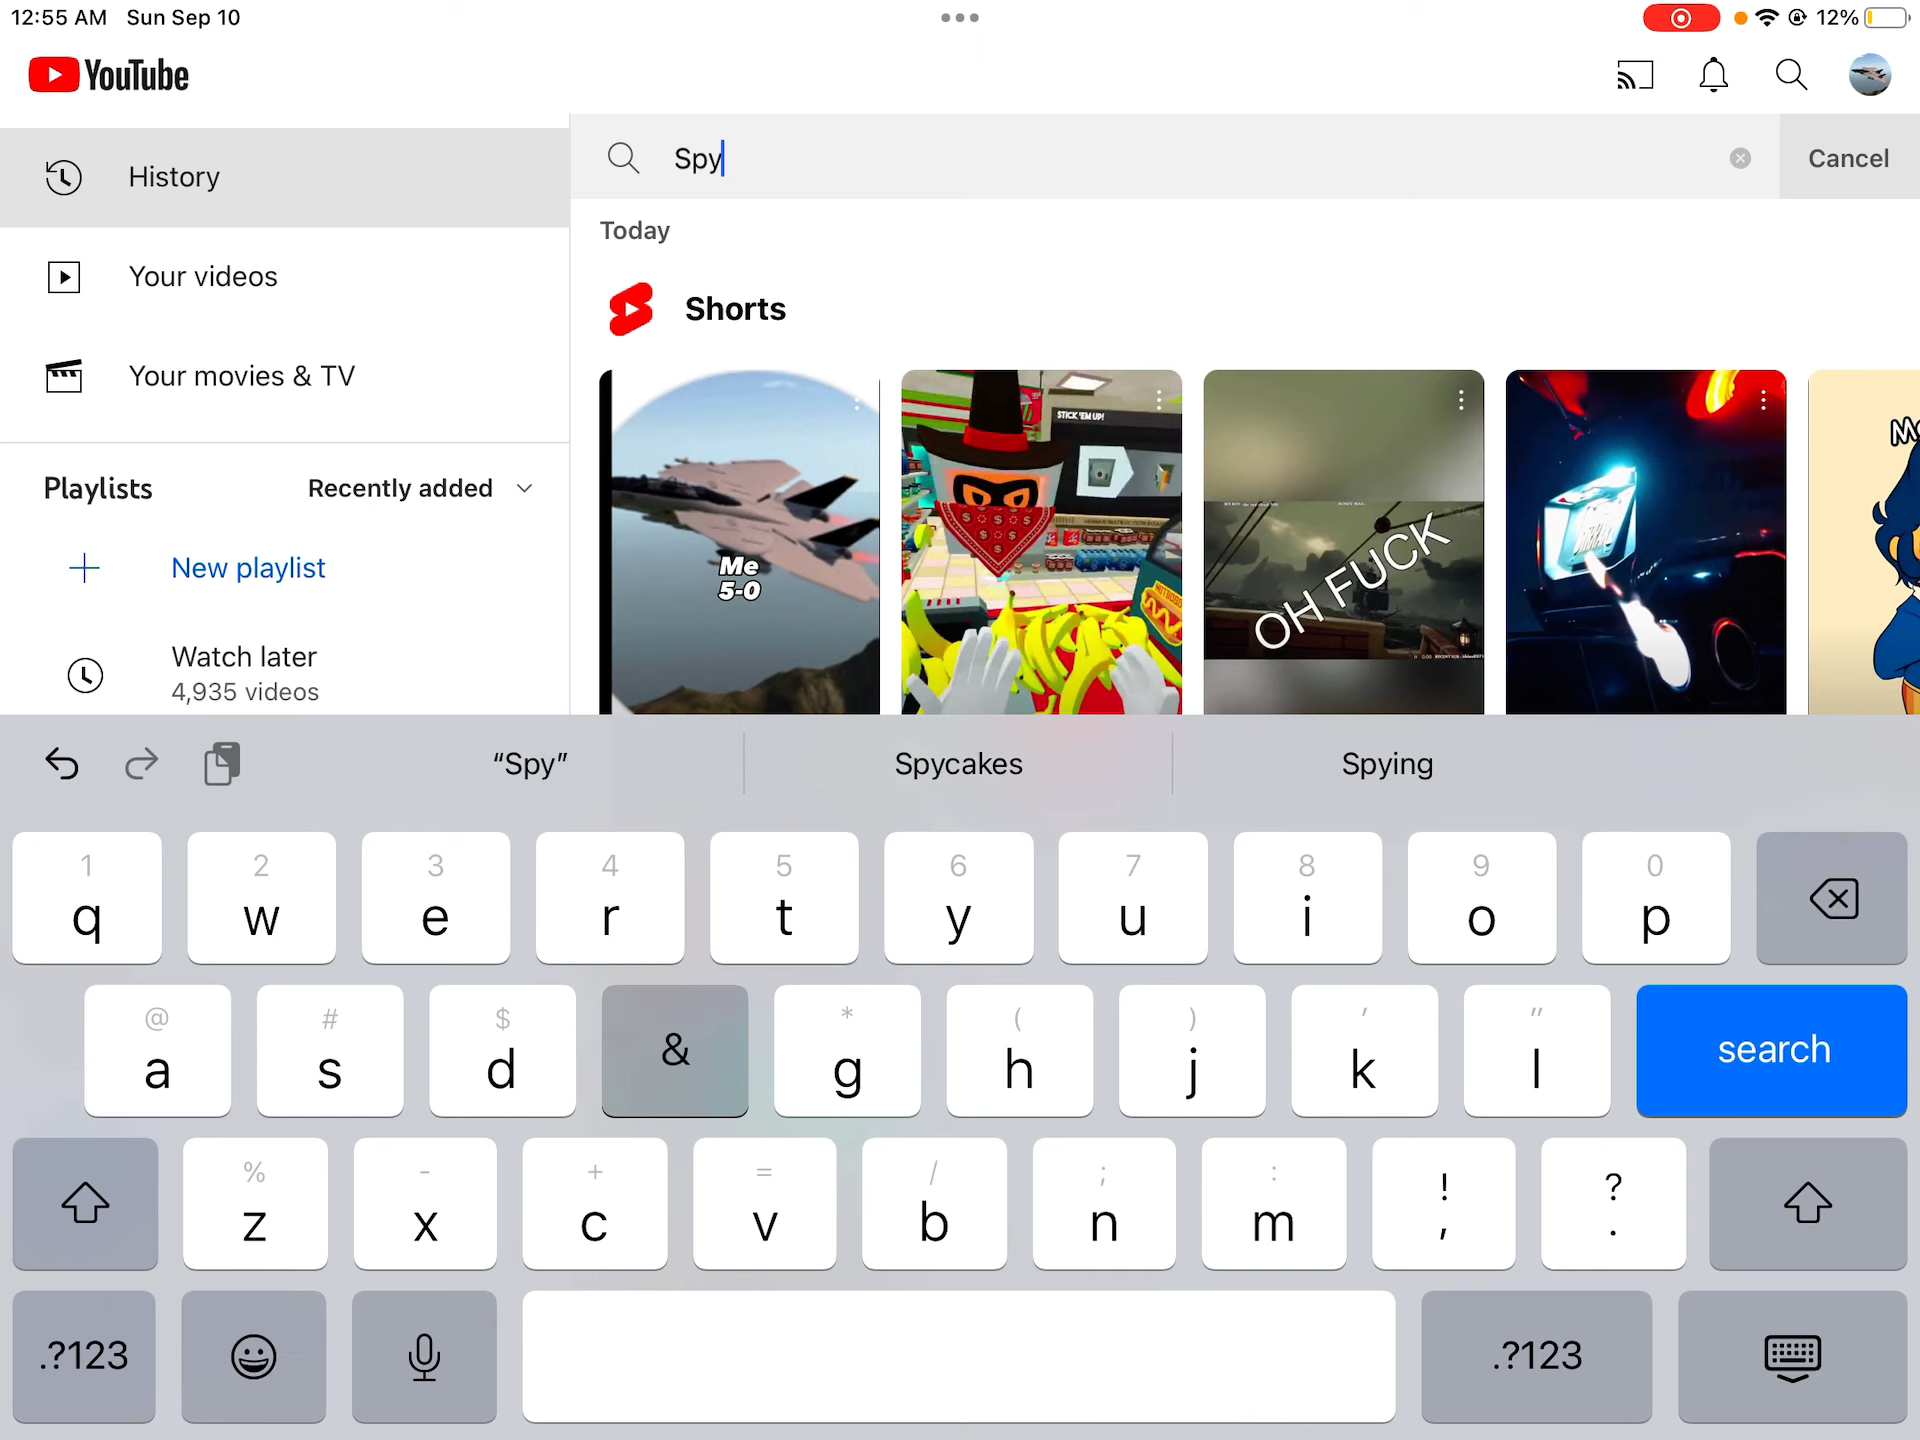 12:55 AM Sun Sep 10
12%
YouTube
History
Spy
Cancel
Today
Your videos
Shorts
Your movies & TV
STICK 'EM UP!
Playlists
Recently added
Me
5-0
OH FUCK
New playlist
Watch later
4,935 videos
"Spy"
Spycakes
Spying
1 2 3 4 5 6 7 8 9 0
q w e r t y u i o p
@ # $ & * ( ) ' "
a s d g h j k l
search
% - + = / ; : ! ?
z x c v b n m , .
.?123
.?123